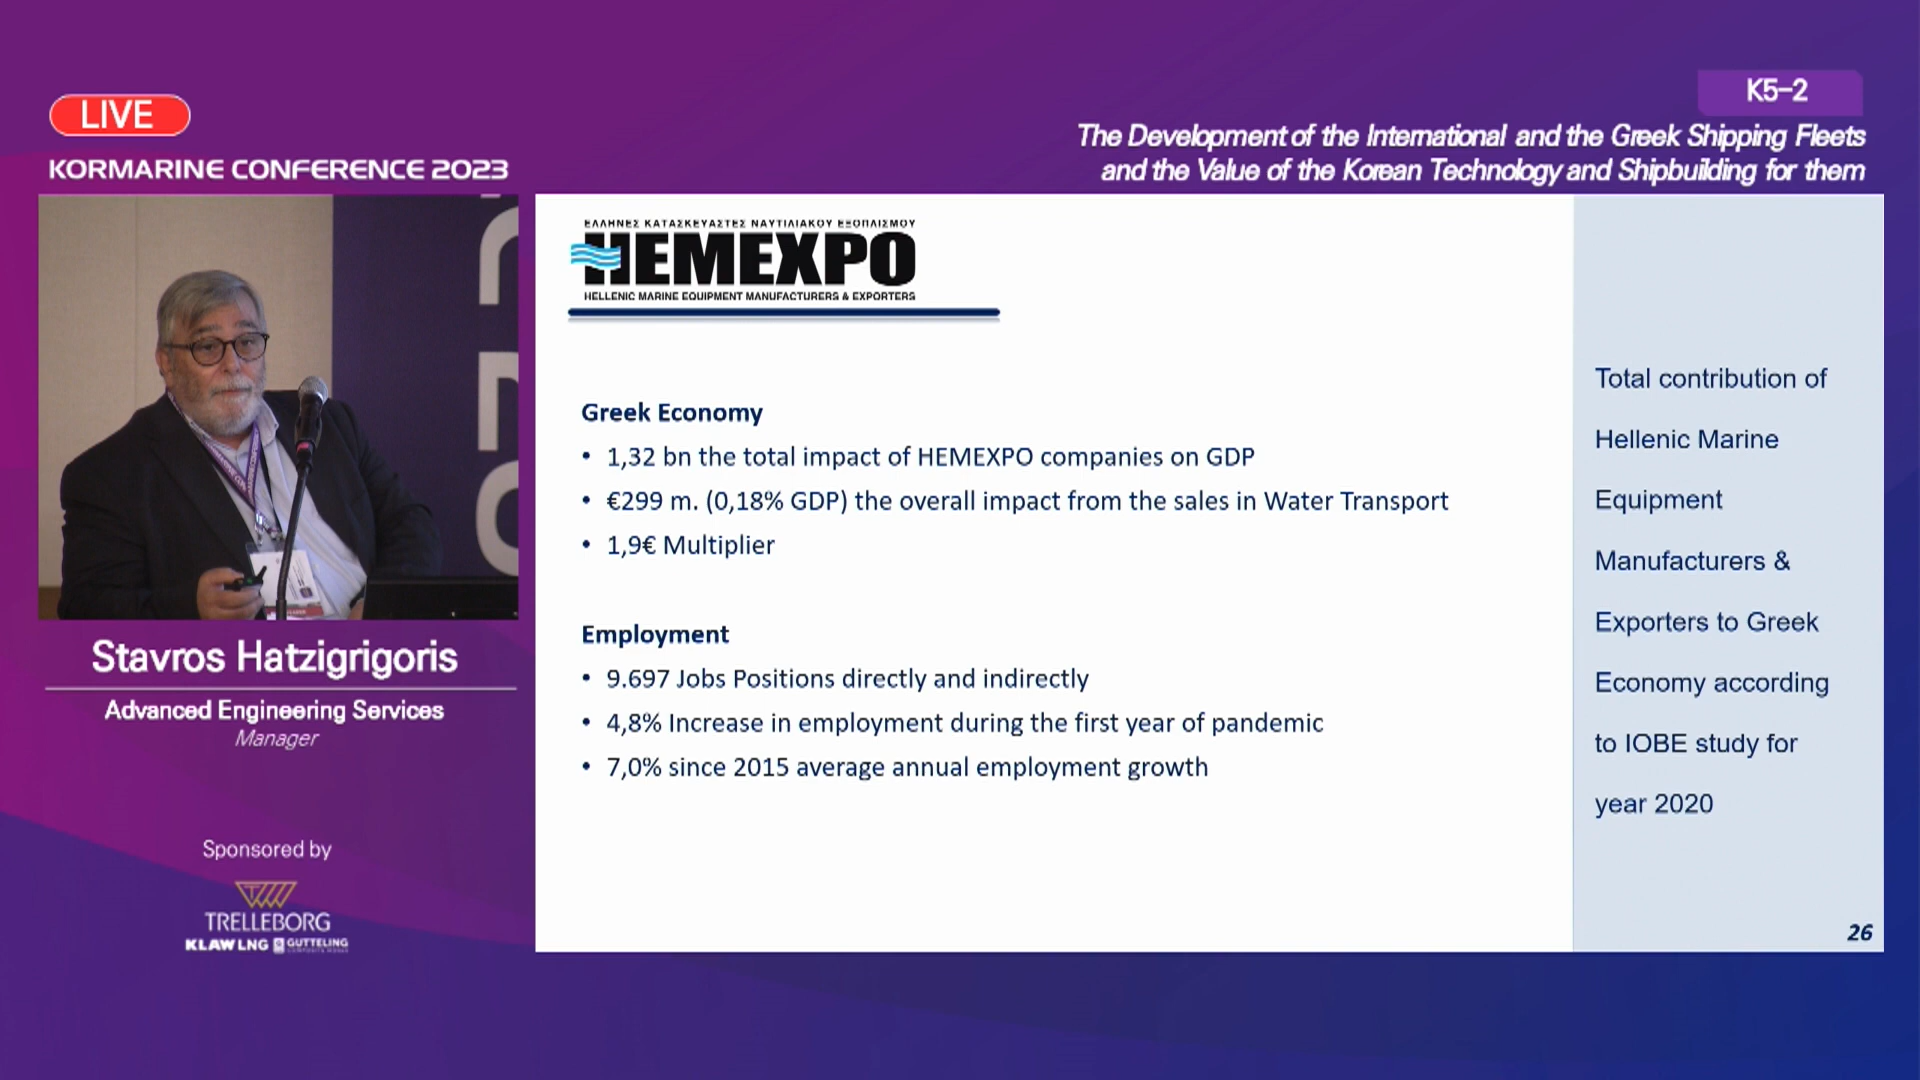 LIVE
KORMARINE CONFERENCE 2023
K5-2
The Development of the International and the Greek Shipping Fleets
and the Value of the Korean Technology and Shipbuilding for them
Stavros Hatzigrigoris
Advanced Engineering Services
Manager
Sponsored by
TRELLEBORG
KLAW LNG GUTTELING
ΕΛΛΗΝΕΣ ΚΑΤΑΣΚΕΥΑΣΤΕΣ ΝΑΥΤΙΛΙΑΚΟΥ ΕΞΟΠΛΙΣΜΟΥ
HEMEXPO
HELLENIC MARINE EQUIPMENT MANUFACTURERS & EXPORTERS
Greek Economy
• 1,32 bn the total impact of HEMEXPO companies on GDP
• €299 m. (0,18% GDP) the overall impact from the sales in Water Transport
• 1,9€ Multiplier
Employment
• 9.697 Jobs Positions directly and indirectly
• 4,8% Increase in employment during the first year of pandemic
• 7,0% since 2015 average annual employment growth
Total contribution of
Hellenic Marine
Equipment
Manufacturers &
Exporters to Greek
Economy according
to IOBE study for
year 2020
26